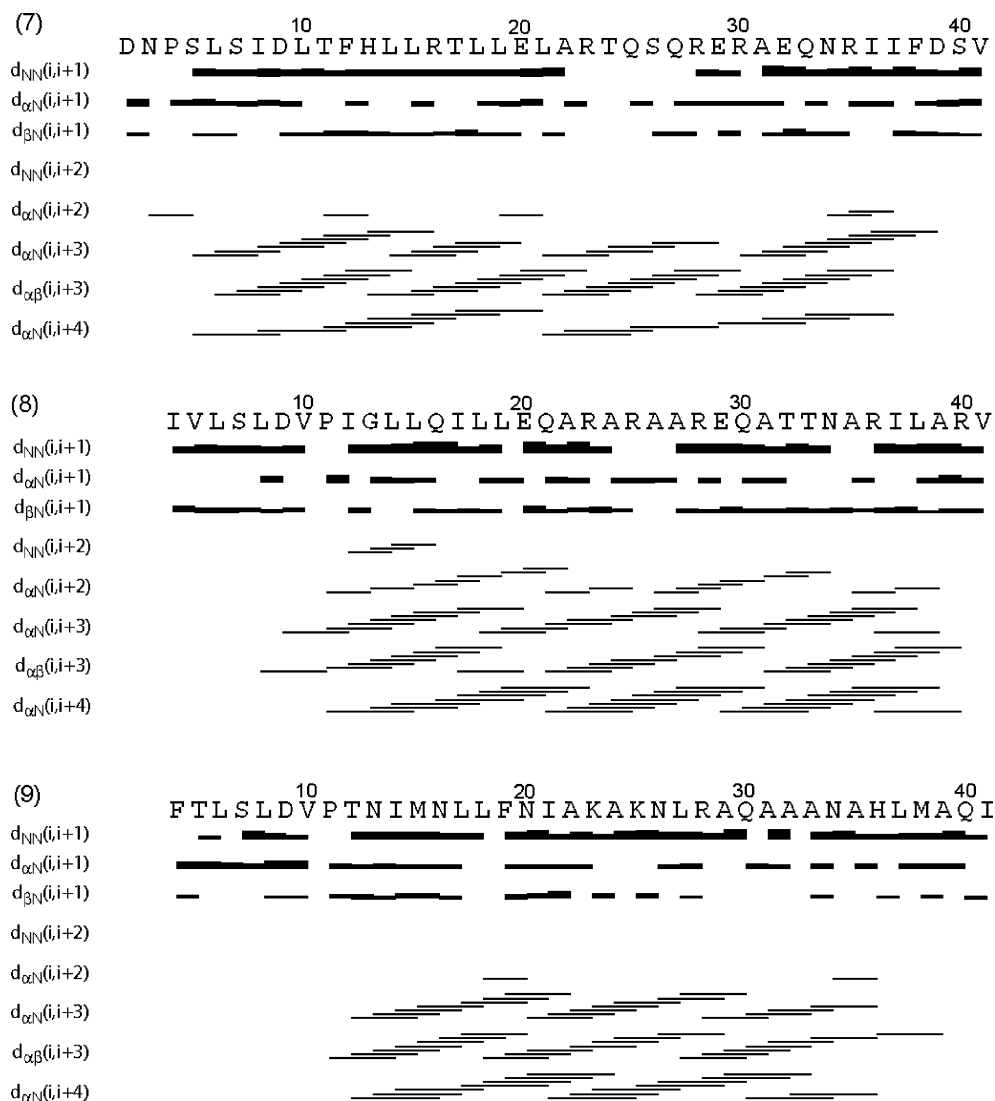 (7)
10 20 30 40
D N P S L S I D L T F H L L R T L L E L A R T Q S Q R E R A E Q N R I I F D S V
dNN(i,i+1)
dαN(i,i+1)
dβN(i,i+1)
dNN(i,i+2)
dαN(i,i+2)
dαN(i,i+3)
dαβ(i,i+3)
dαN(i,i+4)
(8)
10 20 30 40
I V L S L D V P I G L L Q I L L E Q A R A R A A R E Q A T T N A R I L A R V
dNN(i,i+1)
dαN(i,i+1)
dβN(i,i+1)
dNN(i,i+2)
dαN(i,i+2)
dαN(i,i+3)
dαβ(i,i+3)
dαN(i,i+4)
(9)
10 20 30 40
F T L S L D V P T N I M N L L F N I A K A K N L R A Q A A A N A H L M A Q I
dNN(i,i+1)
dαN(i,i+1)
dβN(i,i+1)
dNN(i,i+2)
dαN(i,i+2)
dαN(i,i+3)
dαβ(i,i+3)
dαN(i,i+4)